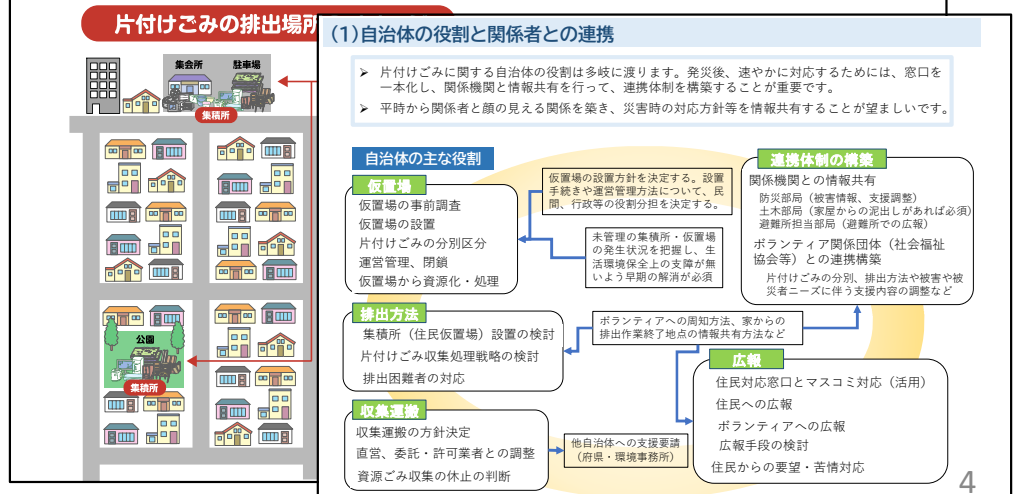 片付けごみの排出場所
集会所
駐車場
集積所
公園
集積所
(1)自治体の役割と関係者との連携
➢ 片付けごみに関する自治体の役割は多岐に渡ります。発災後、速やかに対応するためには、窓口を
一本化し、関係機関と情報共有を行って、連携体制を構築することが重要です。
➢ 平時から関係者と顔の見える関係を築き、災害時の対応方針等を情報共有することが望ましいです。
自治体の主な役割
仮置場
仮置場の事前調査
仮置場の設置
片付けごみの分別区分
運営管理、閉鎖
仮置場から資源化・処理
仮置場の設置方針を決定する。設置
手続きや運営管理方法について、民
間、行政等の役割分担を決定する。
未管理の集積所・仮置場
の発生状況を把握し、生
活環境保全上の支障が無
いよう早期の解消が必須
連携体制の構築
関係機関との情報共有
防災部局（被害情報、支援調整）
土木部局（家屋からの泥出しがあれば必須）
避難所担当部局（避難所での広報）
ボランティア関係団体（社会福祉
協会等）との連携構築
片付けごみの分別、排出方法や被害や被
災者ニーズに伴う支援内容の調整など
排出方法
集積所（住民仮置場）設置の検討
片付けごみ収集処理戦略の検討
排出困難者の対応
ボランティアへの周知方法、家からの
排出作業終了地点の情報共有方法など
広報
住民対応窓口とマスコミ対応（活用）
住民への広報
ボランティアへの広報
広報手段の検討
住民からの要望・苦情対応
収集運搬
収集運搬の方針決定
直営、委託・許可業者との調整
資源ごみ収集の休止の判断
他自治体への支援要請
（府県・環境事務所）
4